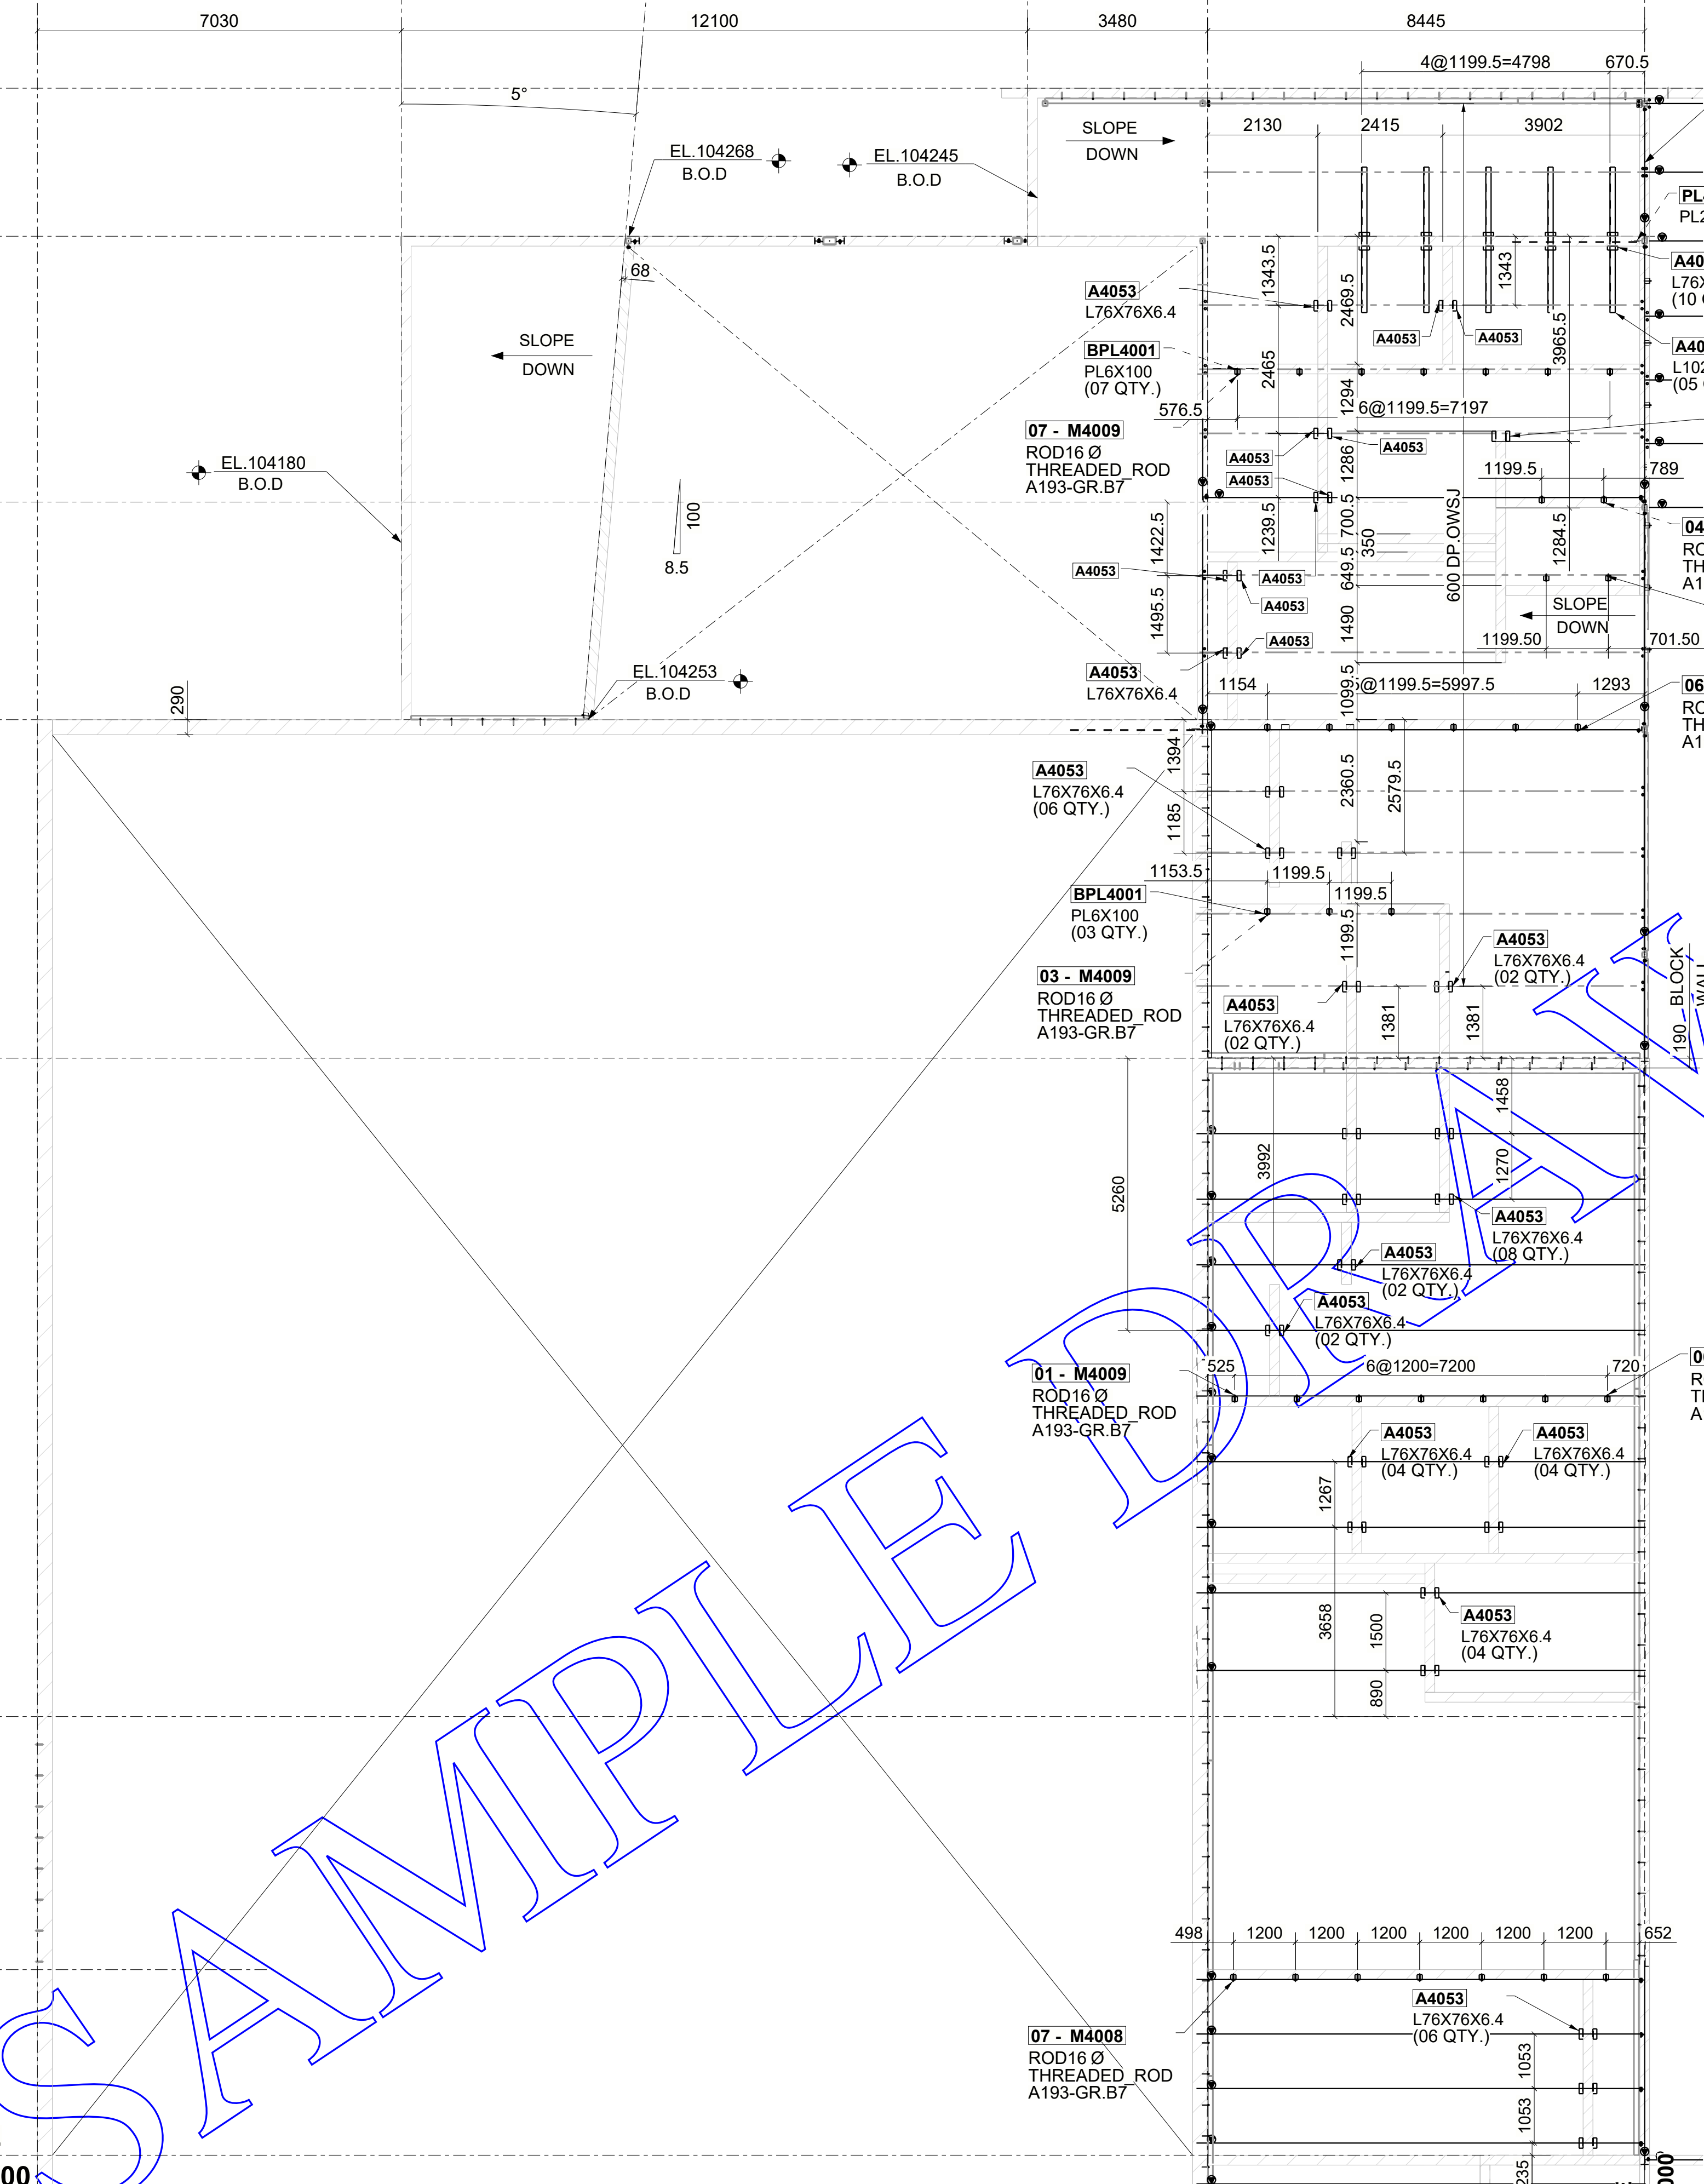 7030
12100
3480
8445
4@1199.5=4798
670.5
5°
SLOPE
DOWN
2130
2415
3902
EL.104268
B.O.D
EL.104245
B.O.D
68
SLOPE
DOWN
A4053
L76X76X6.4
1343.5
2469.5
1343
3965.5
A4053
A4053
BPL4001
PL6X100
(07 QTY.)
2465
1294
576.5
6@1199.5=7197
07 - M4009
ROD16 Ø
THREADED_ROD
A193-GR.B7
A4053
A4053
A4053
1286
1199.5
789
EL.104180
B.O.D
100
8.5
1422.5
1239.5
700.5
350
649.5
600 DP.OWSJ
1284.5
A4053
A4053
A4053
SLOPE
DOWN
1495.5
1490
A4053
1199.50
701.50
EL.104253
B.O.D
A4053
L76X76X6.4
290
1154
1099.5
@1199.5=5997.5
1293
1394
2360.5
2579.5
A4053
L76X76X6.4
(06 QTY.)
1185
1153.5
1199.5
1199.5
BPL4001
PL6X100
(03 QTY.)
1199.5
03 - M4009
ROD16 Ø
THREADED_ROD
A193-GR.B7
A4053
L76X76X6.4
(02 QTY.)
A4053
L76X76X6.4
(02 QTY.)
1381
1381
190 BLOCK
1458
3992
1270
5260
A4053
L76X76X6.4
(08 QTY.)
A4053
L76X76X6.4
(02 QTY.)
A4053
L76X76X6.4
(02 QTY.)
525
6@1200=7200
720
01 - M4009
ROD16 Ø
THREADED_ROD
A193-GR.B7
A4053
L76X76X6.4
(04 QTY.)
A4053
L76X76X6.4
(04 QTY.)
1267
3658
1500
A4053
L76X76X6.4
(04 QTY.)
890
SAMPLE DRAW
498
1200
1200
1200
1200
1200
1200
652
A4053
L76X76X6.4
(06 QTY.)
07 - M4008
ROD16 Ø
THREADED_ROD
A193-GR.B7
1053
1053
235